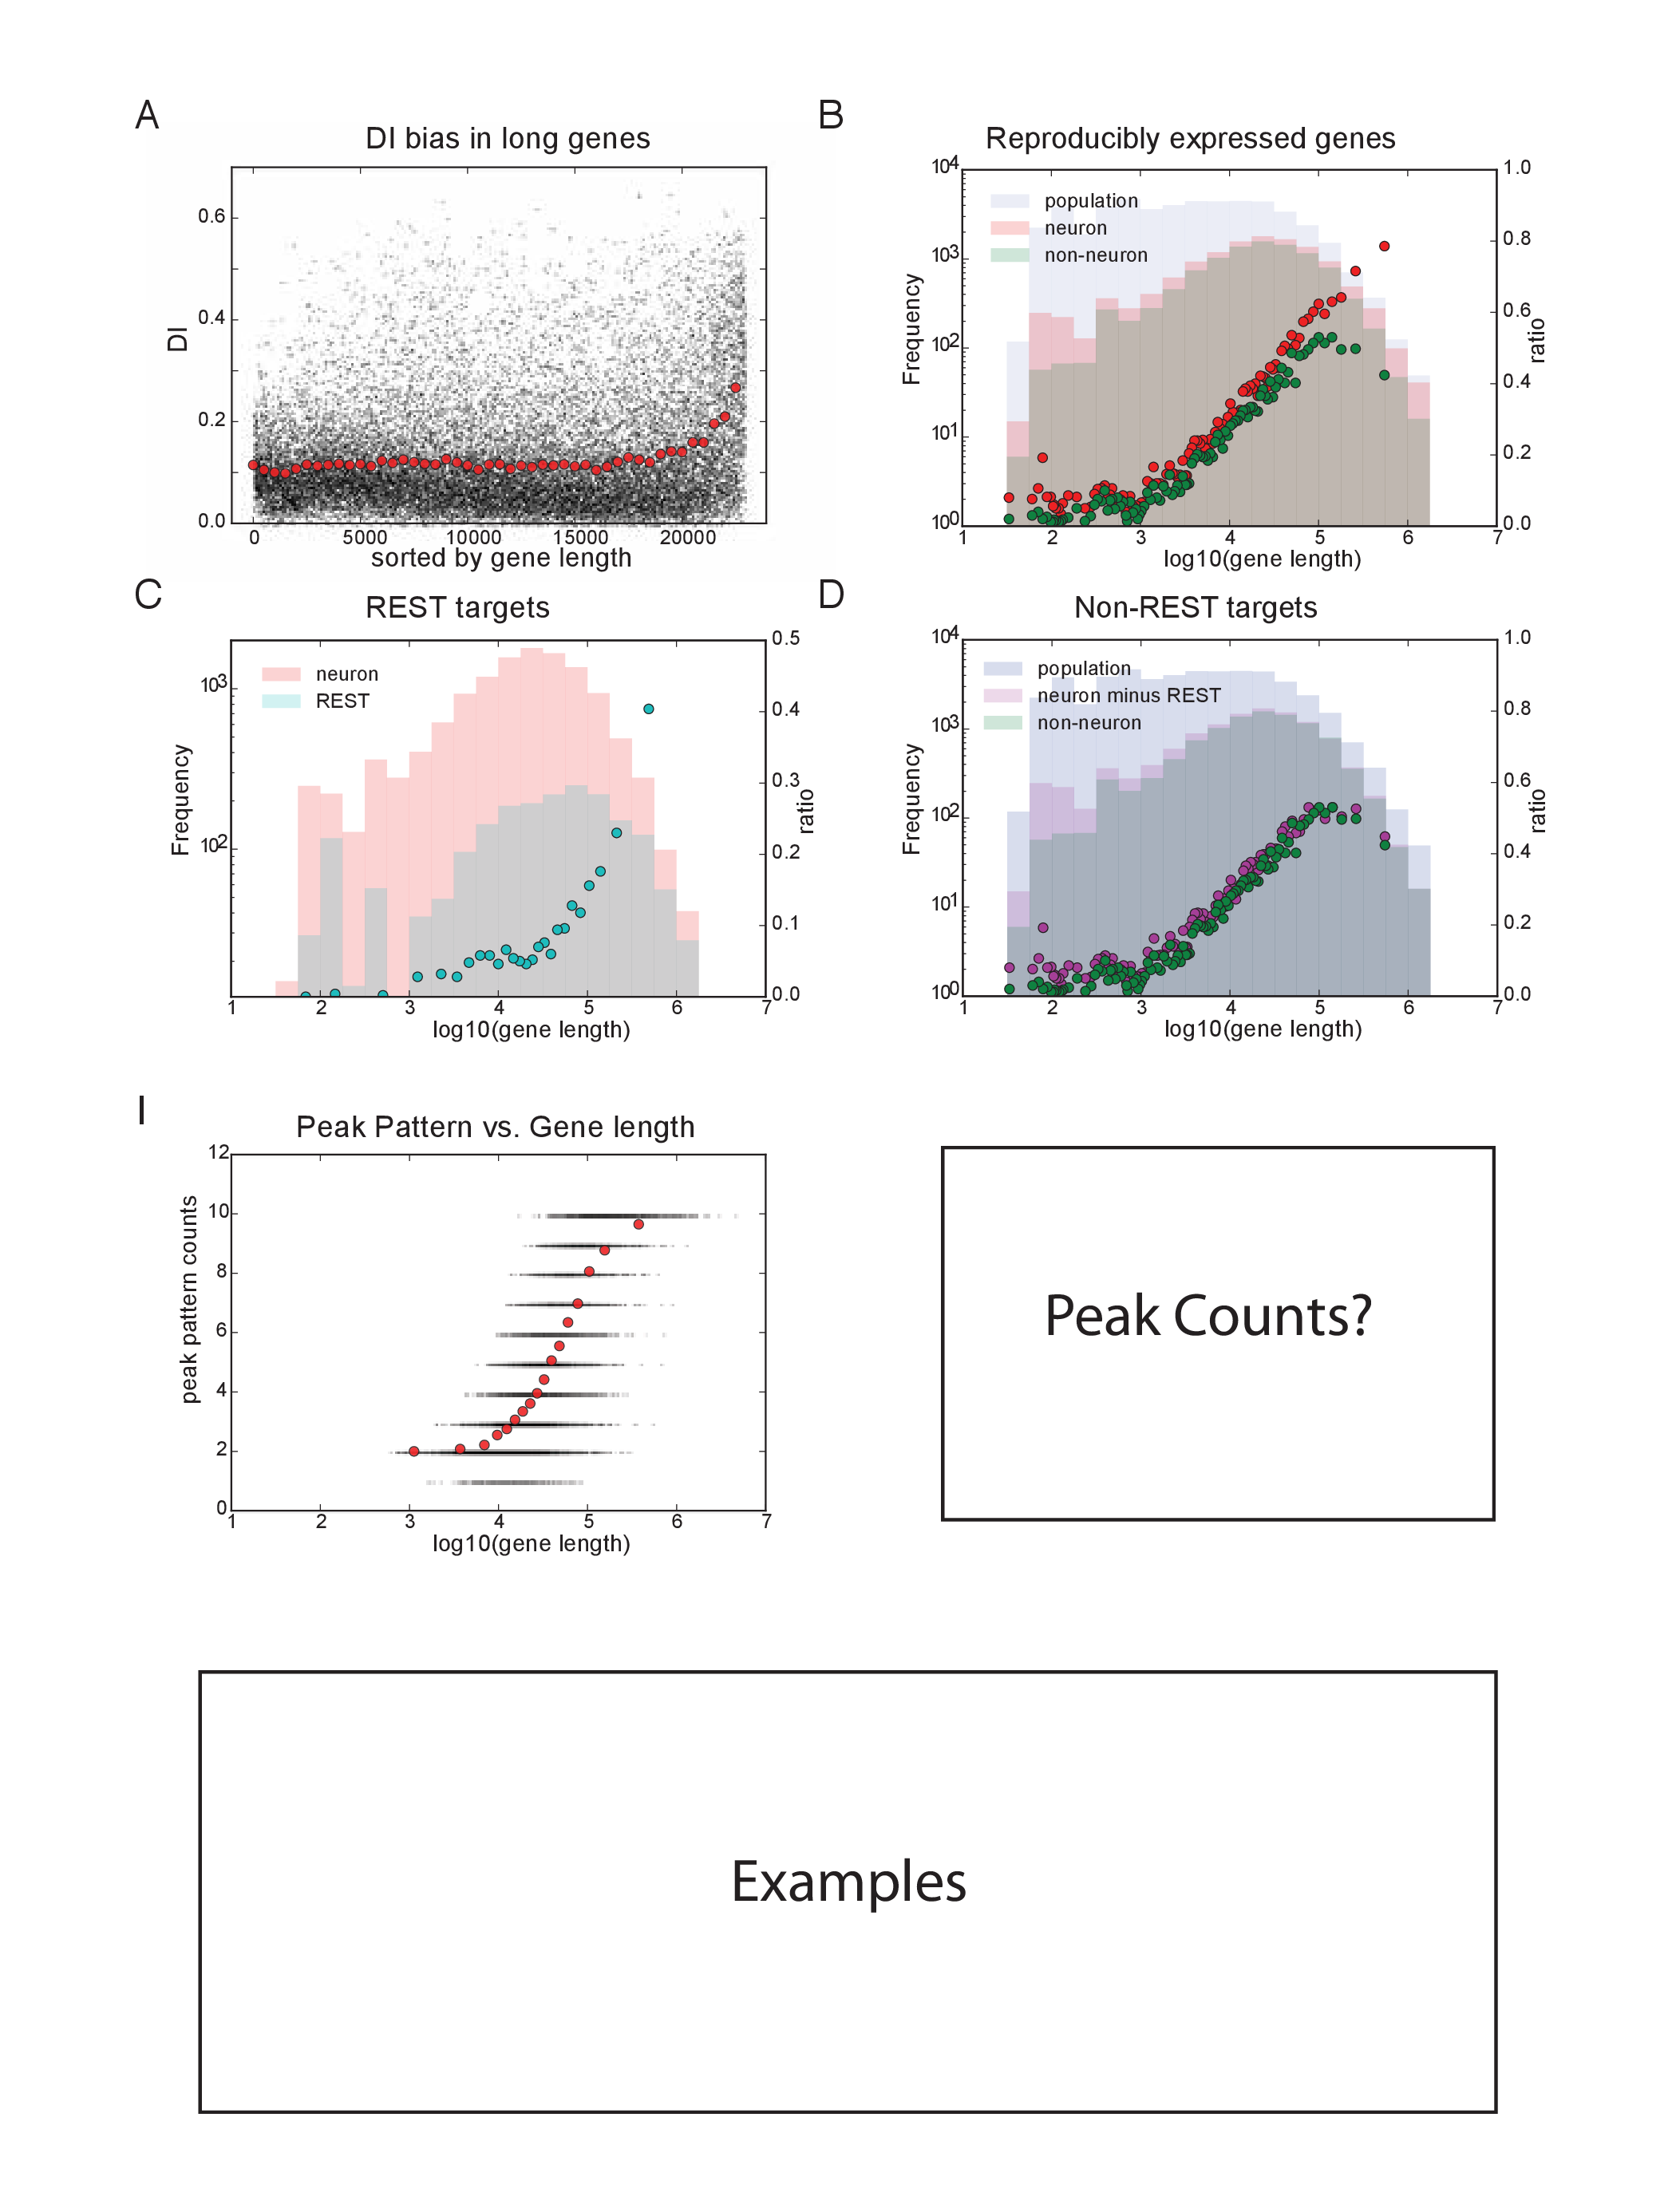 A
DI bias in long genes
DI
0.6
0.4
0.2
0.0
0 5000 10000 15000 20000
sorted by gene length
B
Reproducibly expressed genes
population
neuron
non-neuron
Frequency
10^4
10^3
10^2
10^1
10^0
1.0
0.8
0.6
0.4
0.2
0.0
ratio
1 2 3 4 5 6 7
log10(gene length)
C
REST targets
neuron
REST
Frequency
10^3
10^2
0.5
0.4
0.3
0.2
0.1
0.0
ratio
1 2 3 4 5 6 7
log10(gene length)
D
Non-REST targets
population
neuron minus REST
non-neuron
Frequency
10^4
10^3
10^2
10^1
10^0
1.0
0.8
0.6
0.4
0.2
0.0
ratio
1 2 3 4 5 6 7
log10(gene length)
I
Peak Pattern vs. Gene length
peak pattern counts
12
10
8
6
4
2
0
1 2 3 4 5 6 7
log10(gene length)
Peak Counts?
Examples